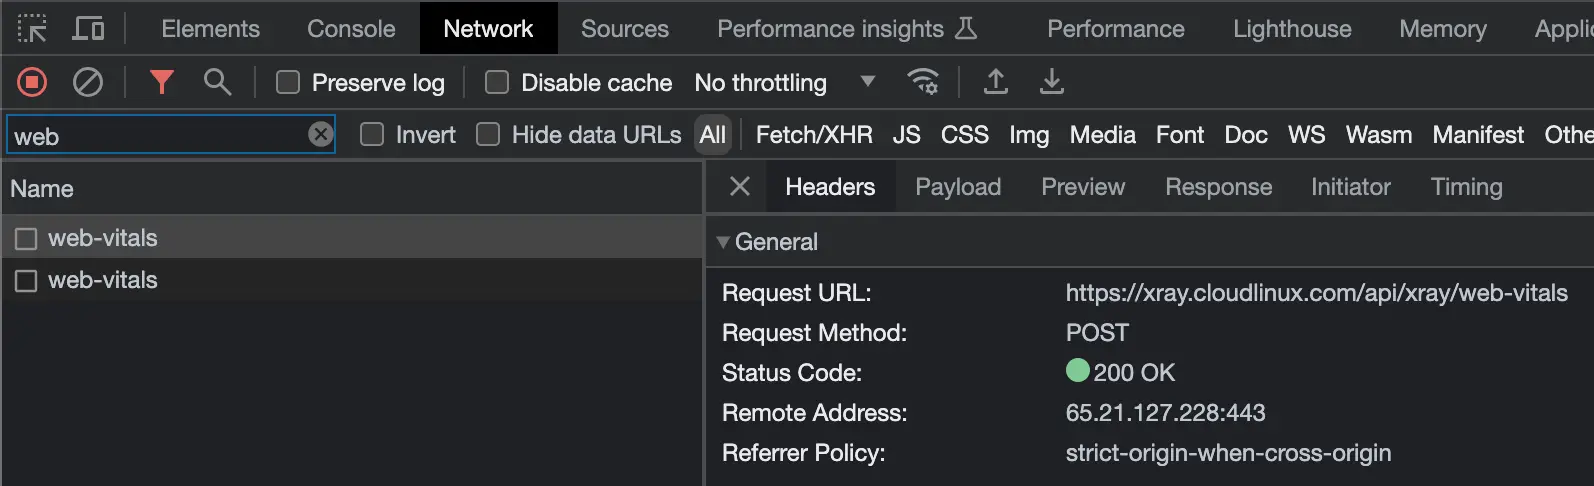 Elements Console Network Sources Performance insights Performance Lighthouse Memory
Preserve log Disable cache No throttling
web Invert Hide data URLs All Fetch/XHR JS CSS Img Media Font Doc WS Wasm Manifest
Name Headers Payload Preview Response Initiator Timing
web-vitals
web-vitals
General
Request URL: https://xray.cloudlinux.com/api/xray/web-vitals
Request Method: POST
Status Code: 200 OK
Remote Address: 65.21.127.228:443
Referrer Policy: strict-origin-when-cross-origin